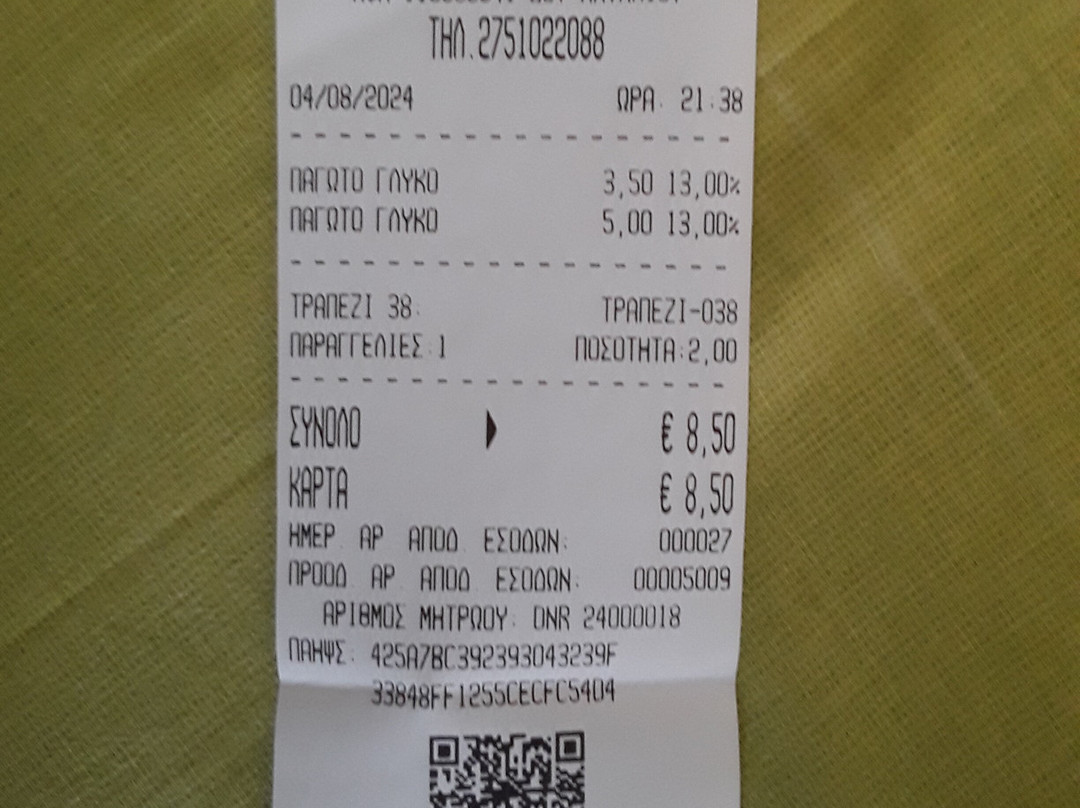 ΤΗΛ.2751022088
04/08/2024 ΩΡΑ: 21:38
ΠΑΓΩΤΟ ΓΛΥΚΟ 3,50 13,00%
ΠΑΓΩΤΟ ΓΛΥΚΟ 5,00 13,00%
ΤΡΑΠΕΖΙ 38: ΤΡΑΠΕΖΙ-038
ΠΑΡΑΓΓΕΛΙΕΣ:1 ΠΟΣΟΤΗΤΑ:2,00
ΣΥΝΟΛΟ € 8,50
ΚΑΡΤΑ € 8,50
ΗΜΕΡ. ΑΡ. ΑΠΟΔ. ΕΣΟΔΩΝ: 000027
ΠΡΟΟΔ. ΑΡ. ΑΠΟΔ. ΕΣΟΔΩΝ: 00005009
ΑΡΙΘΜΟΣ ΜΗΤΡΩΟΥ: DNR 24000018
ΠΑΗΨΣ: 425A7BC392393043239F
33848FF1255CECFC54D4